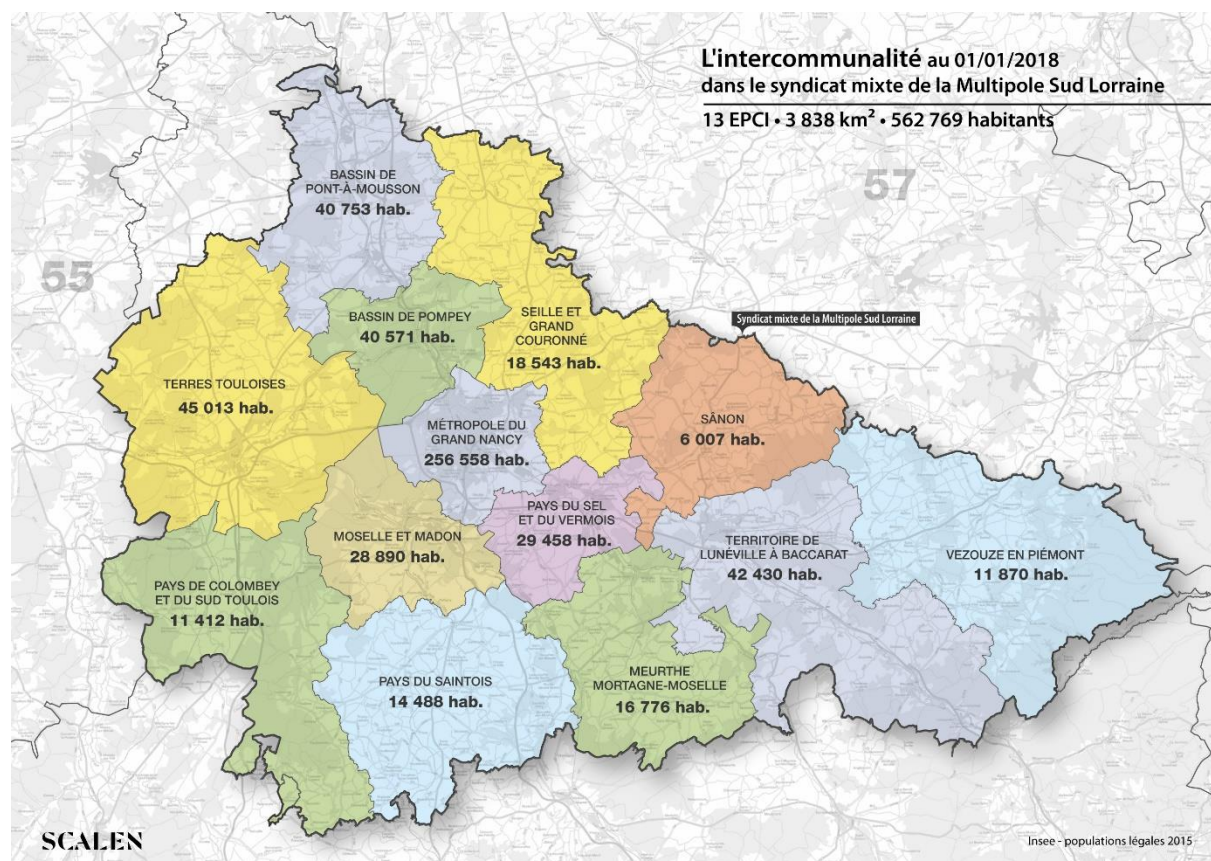 L'intercommunalité au 01/01/2018
dans le syndicat mixte de la Multipole Sud Lorraine
13 EPCI • 3 838 km² • 562 769 habitants
BASSIN DE
PONT-À-MOUSSON
40 753 hab.
57
55
BASSIN DE POMPEY
40 571 hab.
SEILLE ET
GRAND
COURONNÉ
18 543 hab.
Syndicat mixte de la Multipole Sud Lorraine
TERRES TOULOISES
45 013 hab.
MÉTROPOLE DU
GRAND NANCY
256 558 hab.
SÂNON
6 007 hab.
PAYS DU SEL
ET DU VERMOIS
29 458 hab.
MOSELLE ET MADON
28 890 hab.
TERRITOIRE DE
LUNÉVILLE À BACCARAT
42 430 hab.
VEZOUZE EN PIÉMONT
11 870 hab.
PAYS DE COLOMBEY
ET DU SUD TOULOIS
11 412 hab.
PAYS DU SAINTOIS
14 488 hab.
MEURTHE
MORTAGNE-MOSELLE
16 776 hab.
SCALEN
Insee - populations légales 2015